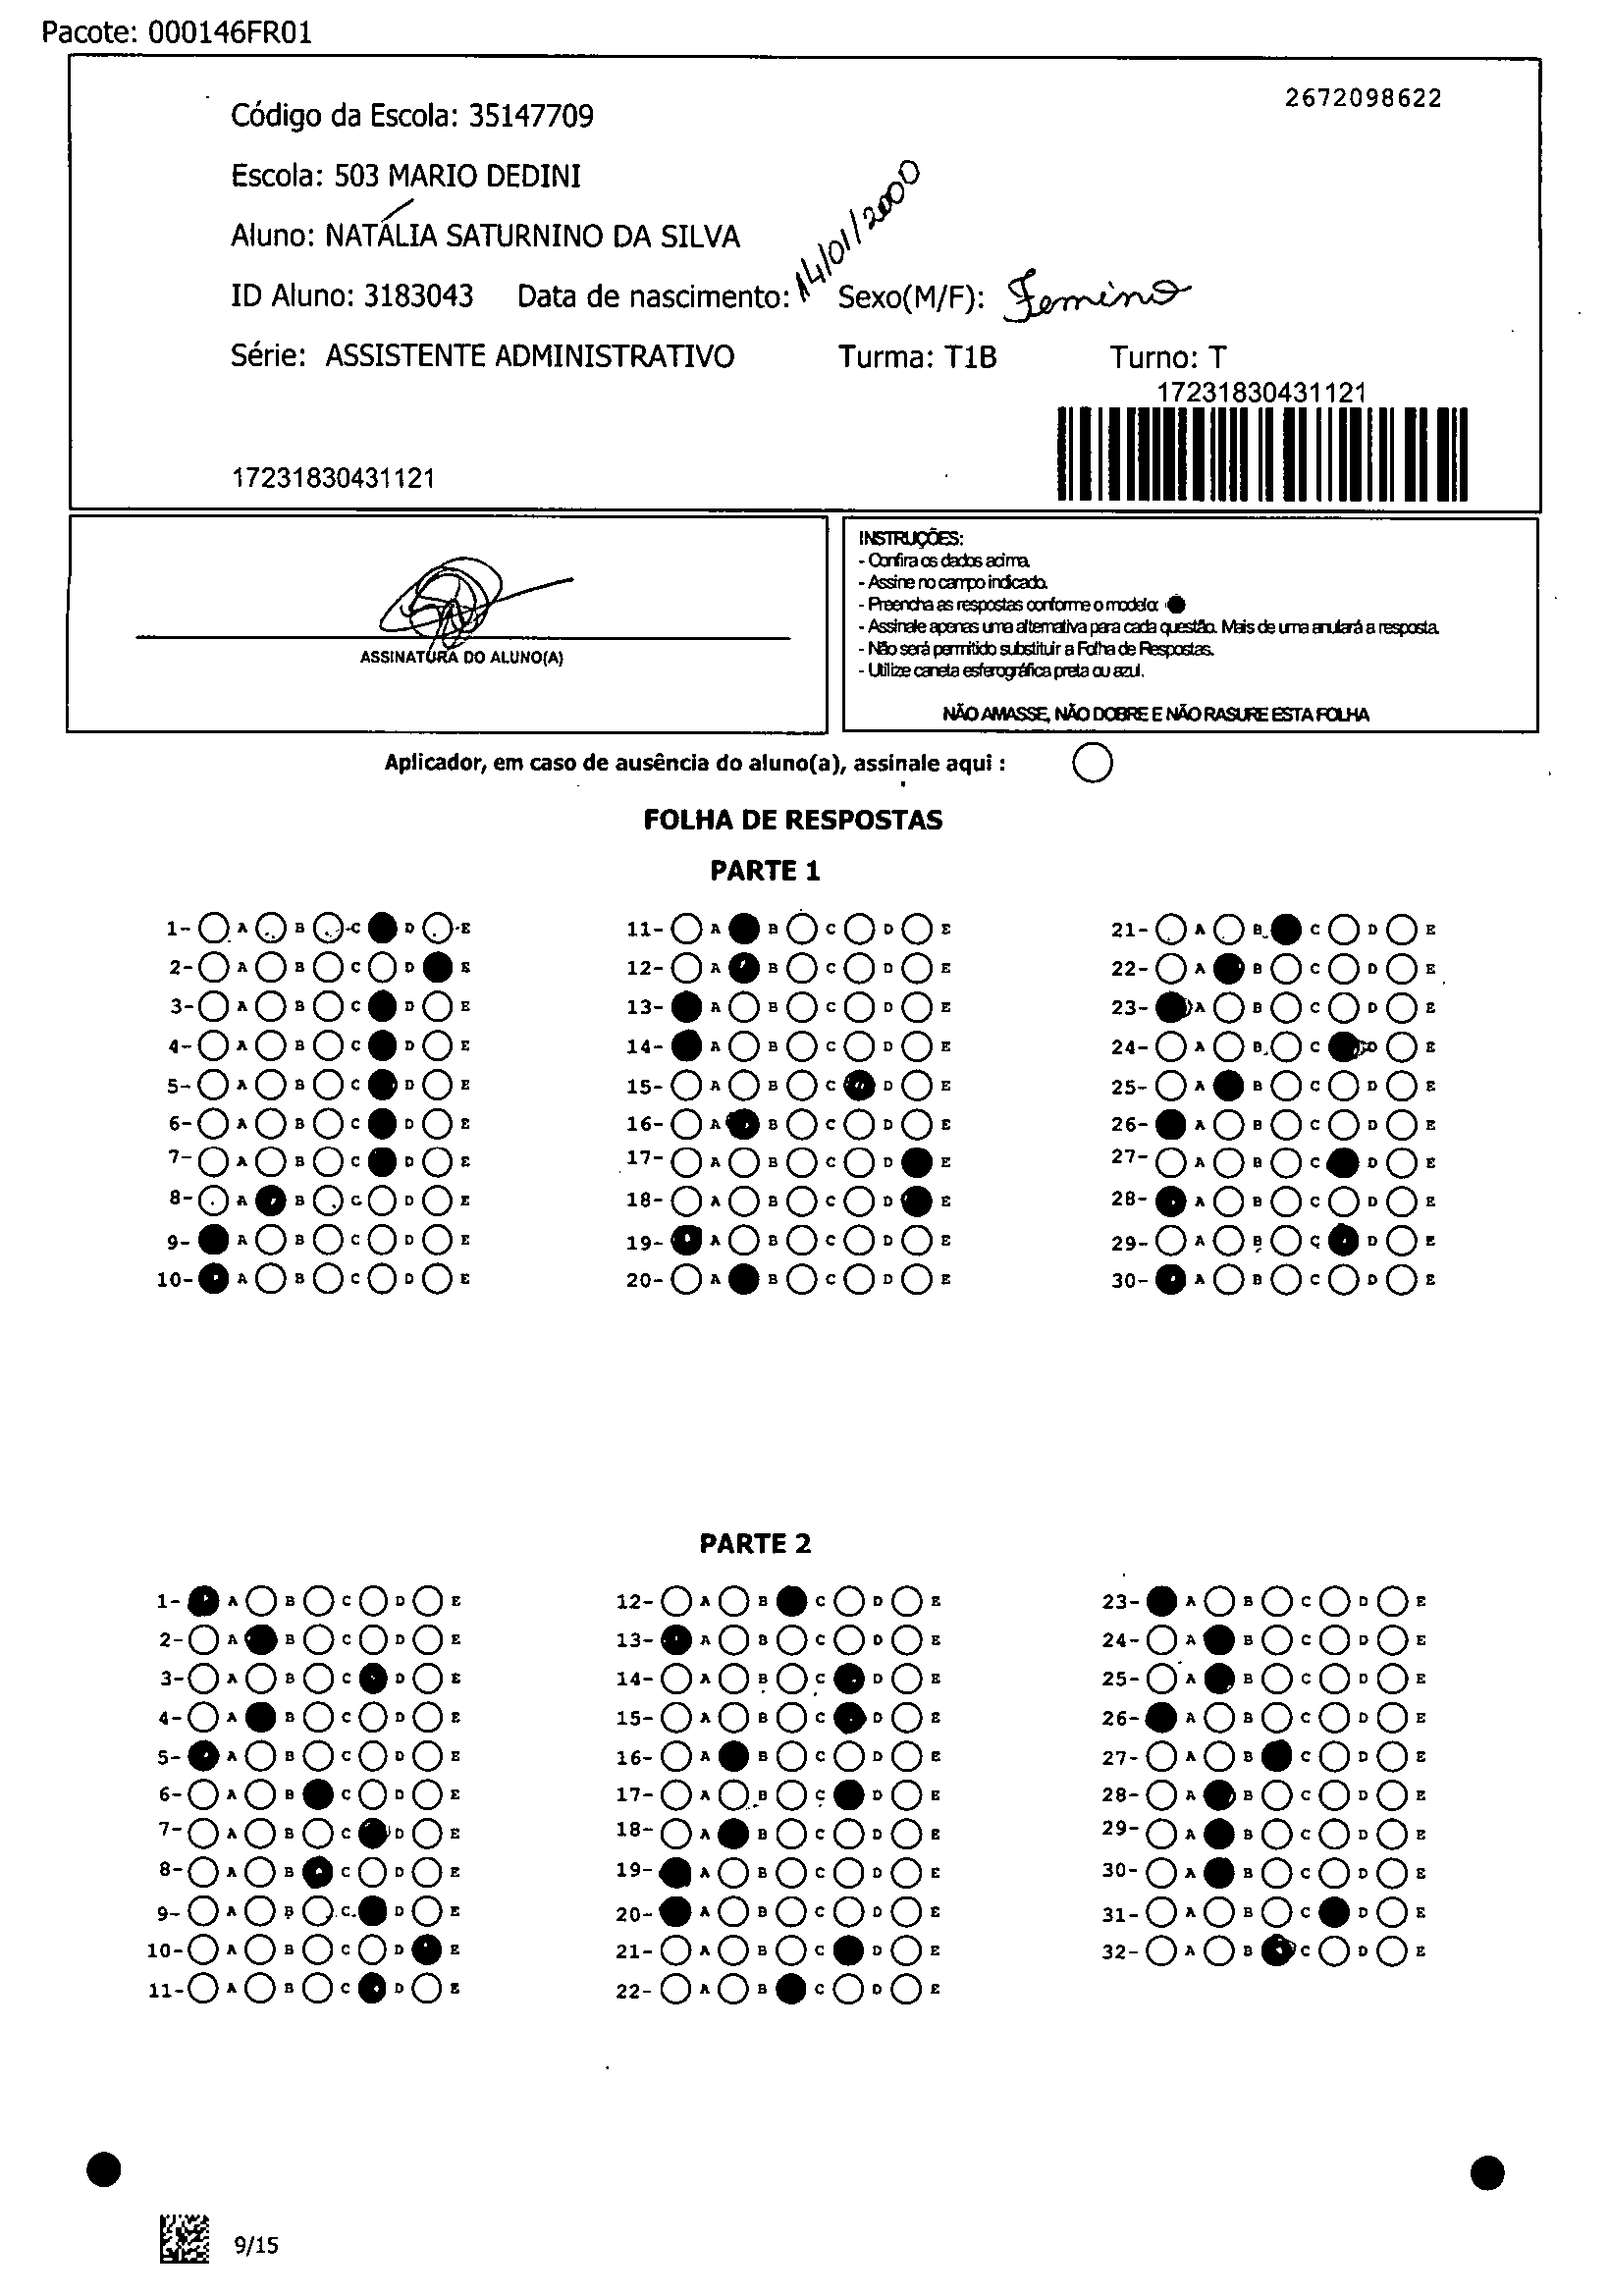 Pacote: 000146FR01
2672098622
Código da Escola: 35147709
Escola: 503 MARIO DEDINI
Aluno: NATÁLIA SATURNINO DA SILVA
ID Aluno: 3183043 Data de nascimento: 14/01/2000 Sexo(M/F): Femino
Série: ASSISTENTE ADMINISTRATIVO Turma: T1B Turno: T
17231830431121
17231830431121
ASSINATURA DO ALUNO(A)
INSTRUÇÕES:
- Confira os dados acima.
- Assine no campo indicado.
- Preencha as respostas conforme o modelo:
- Assinale apenas uma alternativa para cada questão. Mais de uma anulará a resposta.
- Não será permitido substituir a Folha de Respostas.
- Utilize caneta esferográfica preta ou azul.
NÃO AMASSE, NÃO DOBRE E NÃO RASURE ESTA FOLHA
Aplicador, em caso de ausência do aluno(a), assinale aqui :
FOLHA DE RESPOSTAS
PARTE 1
1- A B C D E 11- A B C D E 21- A B C D E
2- A B C D E 12- A B C D E 22- A B C D E
3- A B C D E 13- A B C D E 23- A B C D E
4- A B C D E 14- A B C D E 24- A B C D E
5- A B C D E 15- A B C D E 25- A B C D E
6- A B C D E 16- A B C D E 26- A B C D E
7- A B C D E 17- A B C D E 27- A B C D E
8- A B C D E 18- A B C D E 28- A B C D E
9- A B C D E 19- A B C D E 29- A B C D E
10- A B C D E 20- A B C D E 30- A B C D E
PARTE 2
1- A B C D E 12- A B C D E 23- A B C D E
2- A B C D E 13- A B C D E 24- A B C D E
3- A B C D E 14- A B C D E 25- A B C D E
4- A B C D E 15- A B C D E 26- A B C D E
5- A B C D E 16- A B C D E 27- A B C D E
6- A B C D E 17- A B C D E 28- A B C D E
7- A B C D E 18- A B C D E 29- A B C D E
8- A B C D E 19- A B C D E 30- A B C D E
9- A B C D E 20- A B C D E 31- A B C D E
10- A B C D E 21- A B C D E 32- A B C D E
11- A B C D E 22- A B C D E
9/15